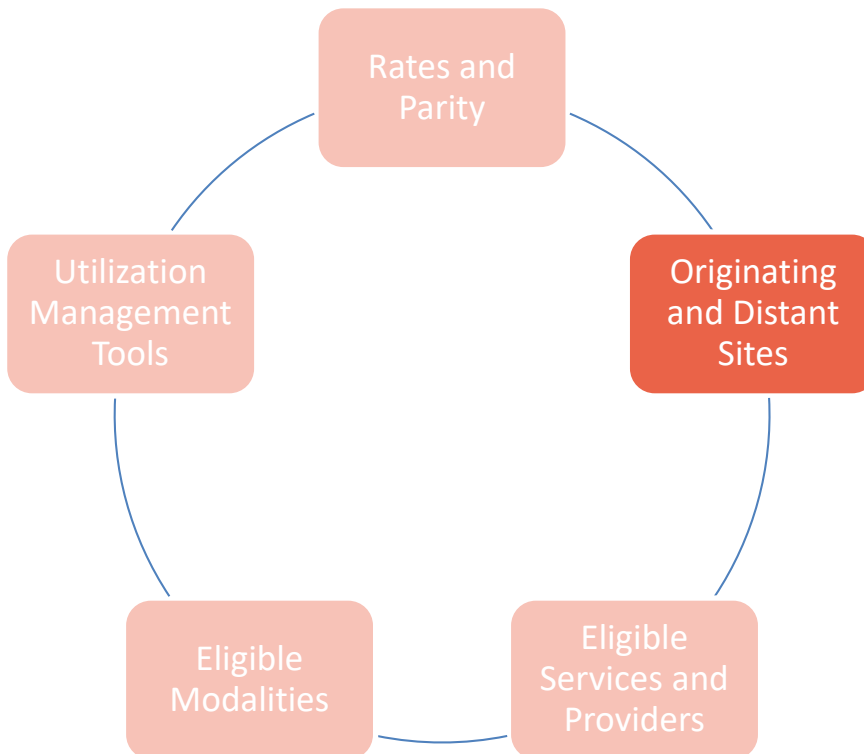 Rates and
Parity
Originating
and Distant
Sites
Eligible
Services and
Providers
Eligible
Modalities
Utilization
Management
Tools